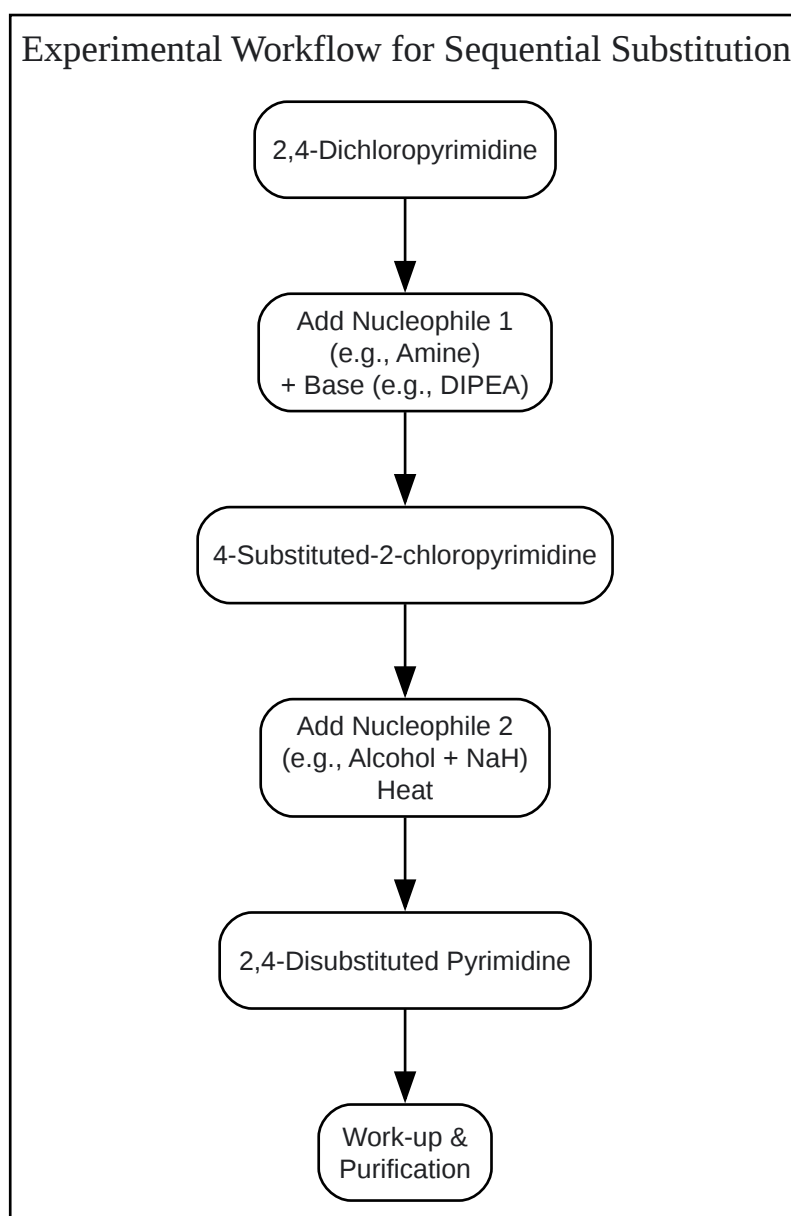 Experimental Workflow for Sequential Substitution
2,4-Dichloropyrimidine
Add Nucleophile 1
(e.g., Amine)
+ Base (e.g., DIPEA)
4-Substituted-2-chloropyrimidine
Add Nucleophile 2
(e.g., Alcohol + NaH)
Heat
2,4-Disubstituted Pyrimidine
Work-up &
Purification